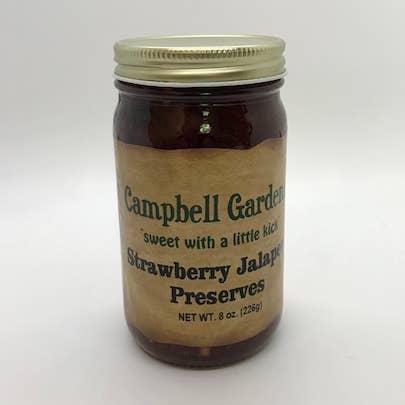 Campbell Garden
"sweet with a little kick
Strawberry Jalape
Preserves
NET WT. 8 oz. (226g)